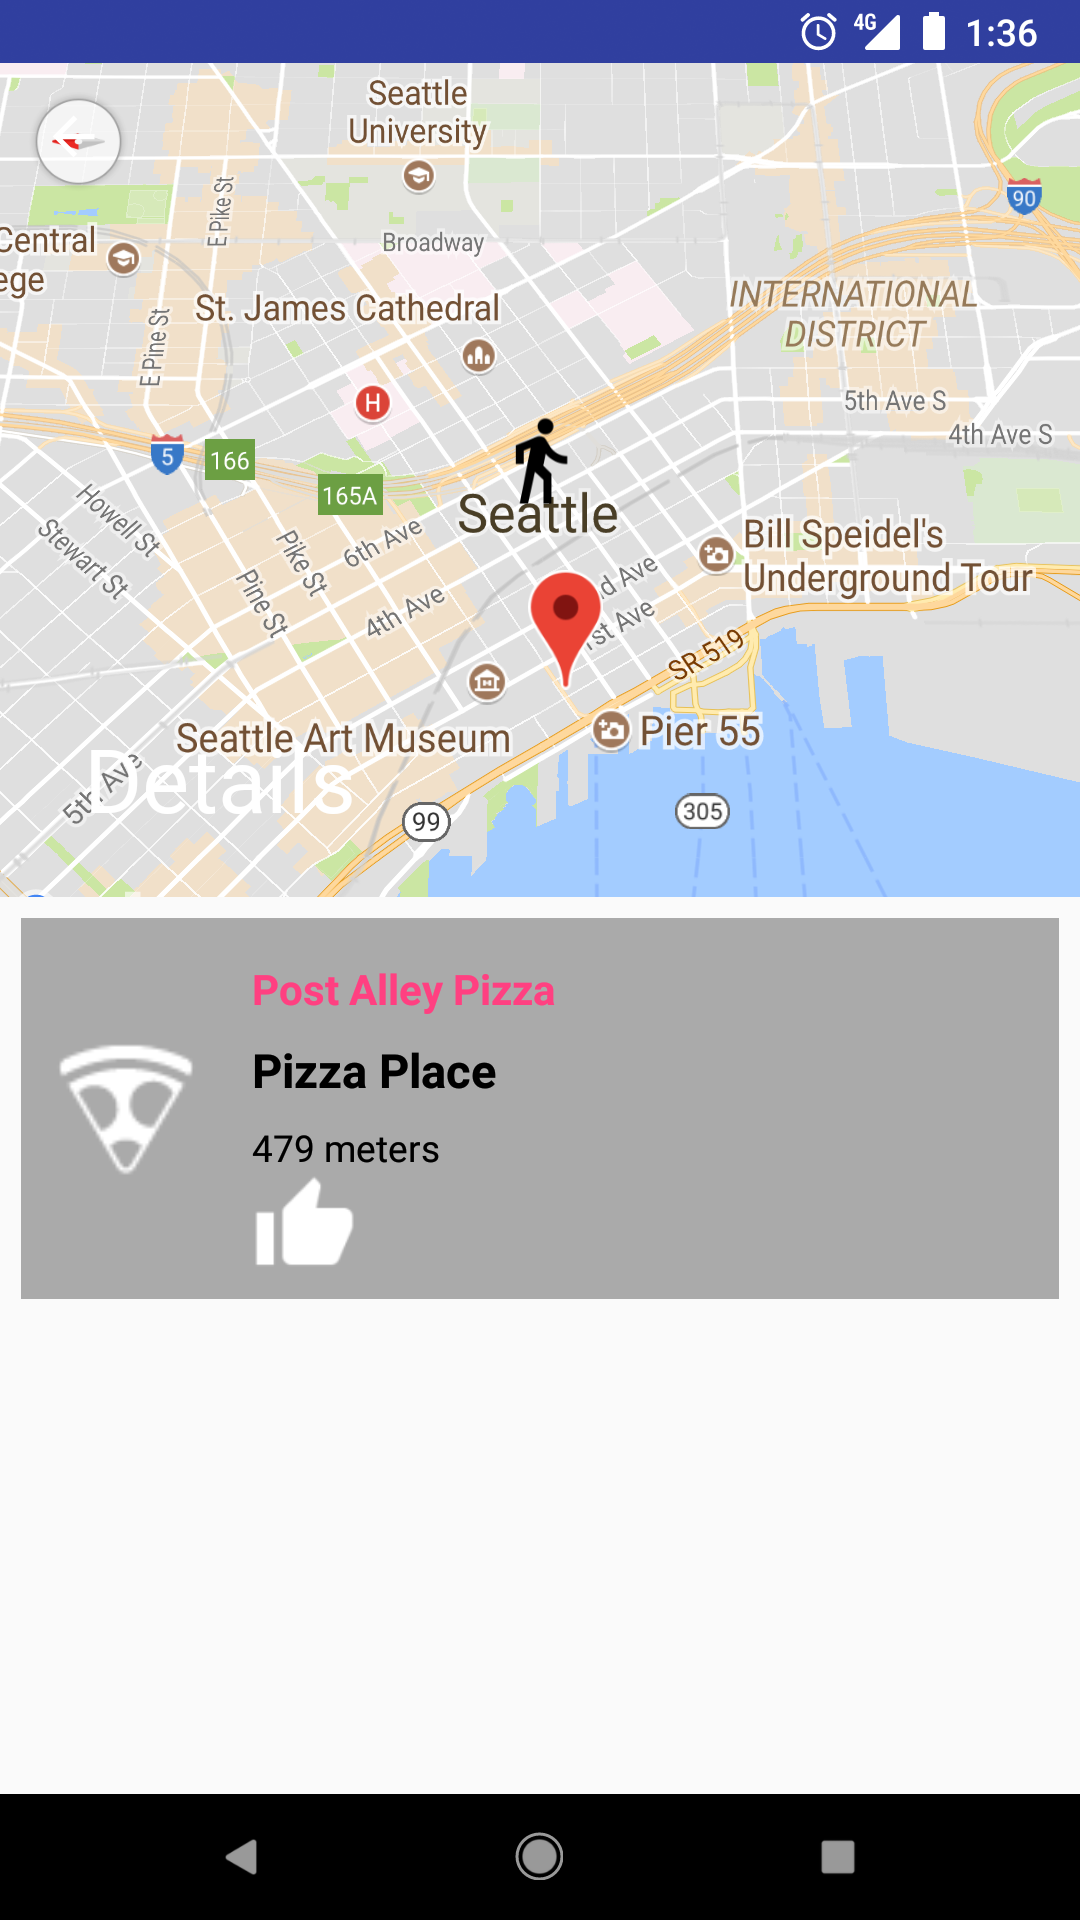 4G 1:36
Seattle
University
90
E Pike St
Central
ege
Broadway
St. James Cathedral
INTERNATIONAL
DISTRICT
E Pine St
5th Ave S
H
4th Ave S
5
166
165A
Howell St
Stewart St
Seattle
Pike St
6th Ave
Bill Speidel's
Underground Tour
Pine St
4th Ave
d Ave
rst Ave
SR 519
Seattle Art Museum
Pier 55
5th Ave
Details
99
305
Post Alley Pizza
Pizza Place
479 meters